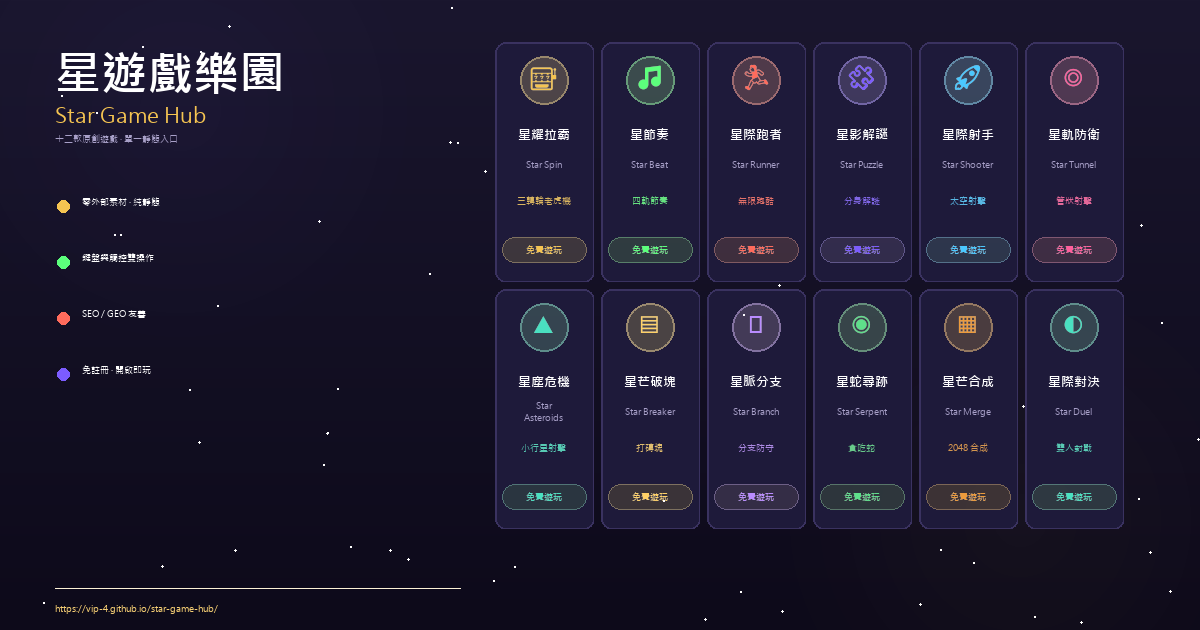 星遊戲樂園
Star Game Hub
十二款原創遊戲 · 單一靜態入口
零外部素材 · 純靜態
鍵盤與觸控雙操作
SEO / GEO 友善
免註冊 · 開啟即玩
https://vip-4.github.io/star-game-hub/
星耀拉霸
Star Spin
三轉輪老虎機
免費遊玩
星節奏
Star Beat
四軌節奏
免費遊玩
星際跑者
Star Runner
無限跑酷
免費遊玩
星影解謎
Star Puzzle
分身解謎
免費遊玩
星際射手
Star Shooter
太空射擊
免費遊玩
星軌防衛
Star Tunnel
管狀射擊
免費遊玩
星塵危機
Star
Asteroids
小行星射擊
免費遊玩
星芒破塊
Star Breaker
打磚塊
免費遊玩
星脈分支
Star Branch
分支防守
免費遊玩
星蛇尋跡
Star Serpent
貪吃蛇
免費遊玩
星芒合成
Star Merge
2048 合成
免費遊玩
星際對決
Star Duel
雙人對戰
免費遊玩